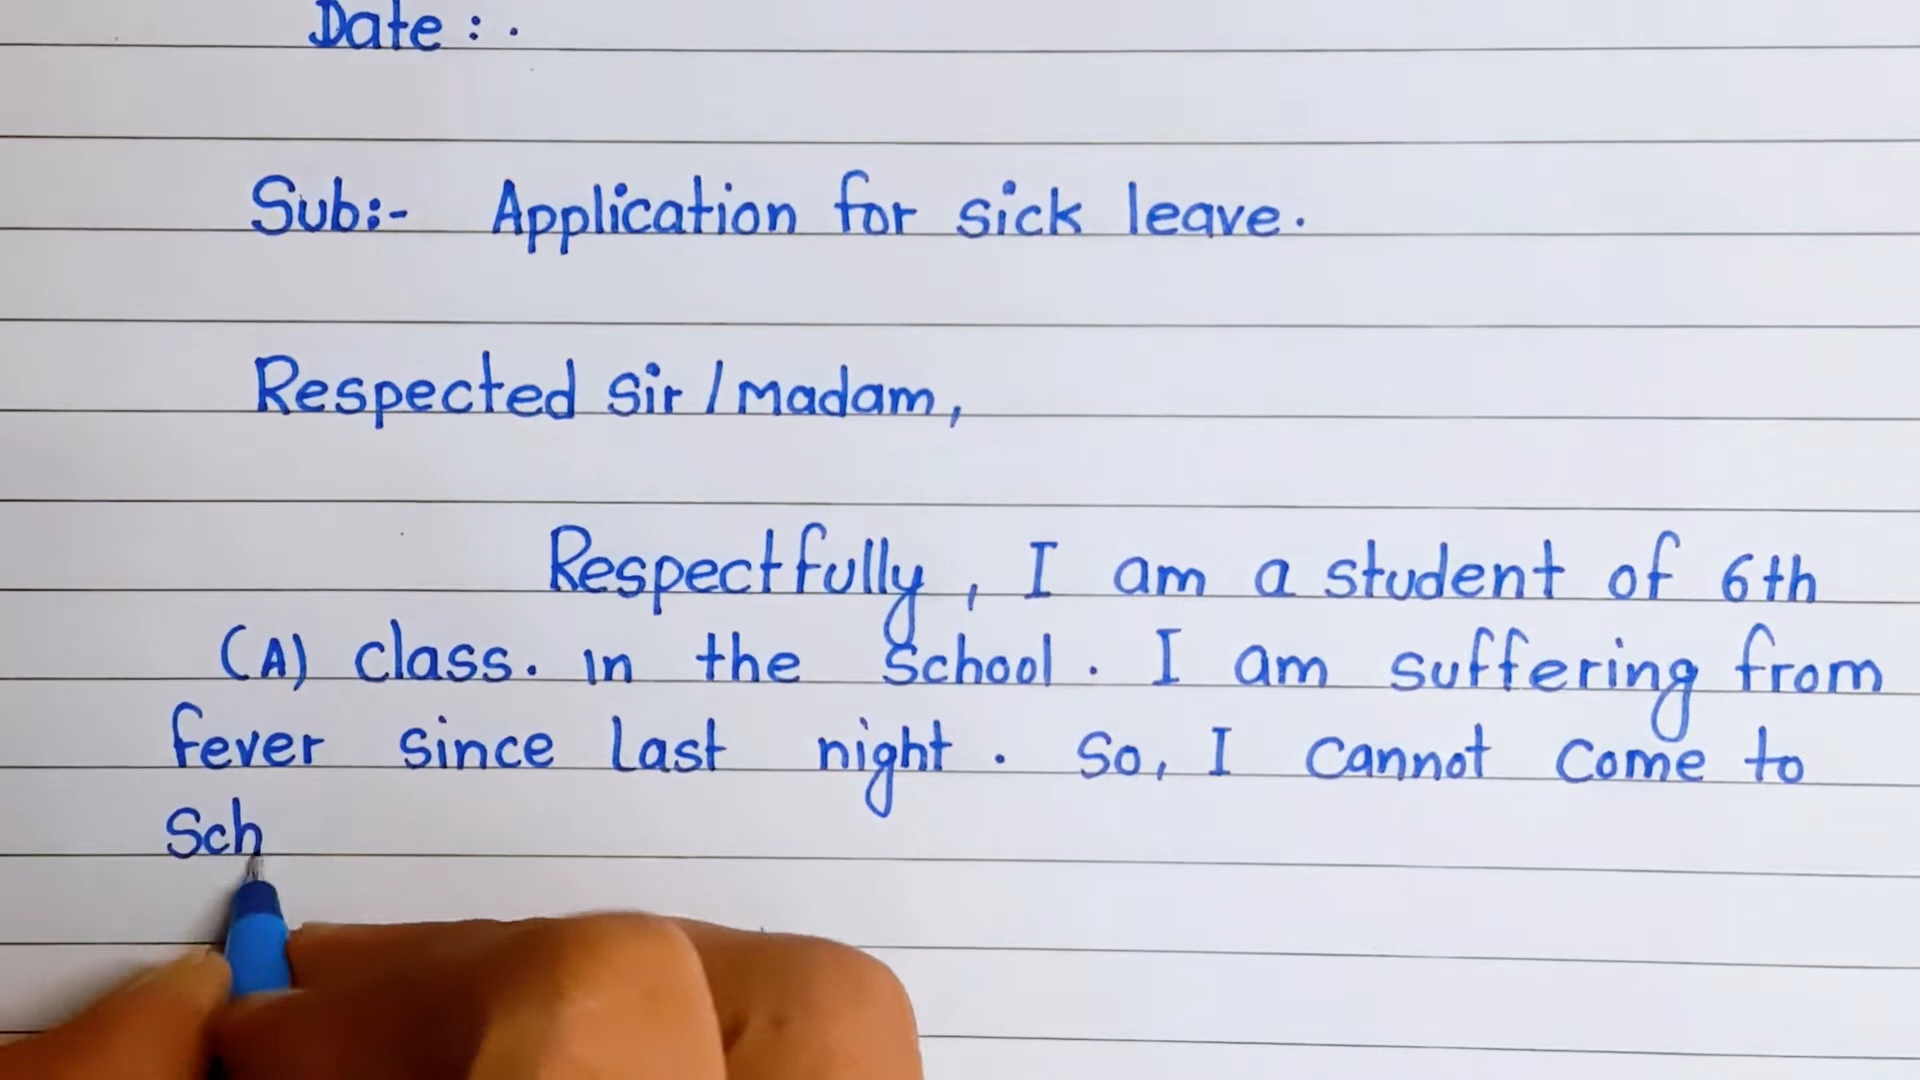 Date : .
Sub:- Application for sick leave.
Respected Sir / madam,
Respectfully, I am a student of 6th
(A) class. in the School. I am suffering from
fever since last night. So, I cannot come to
Sch